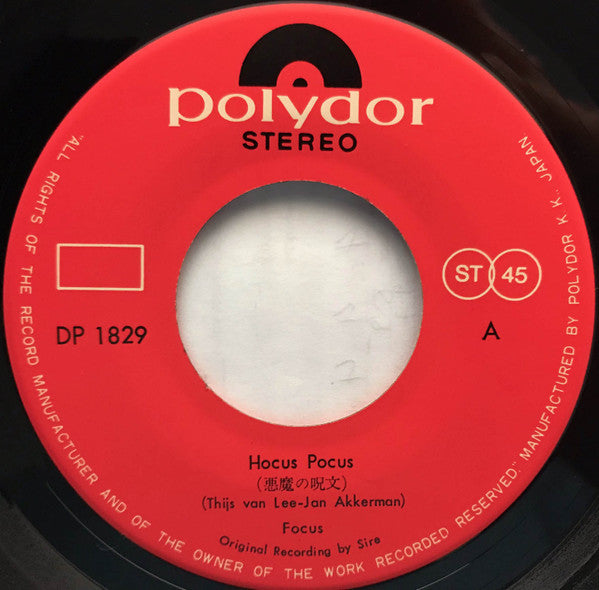 polydor
STEREO
ST 45
DP 1829
A
Hocus Pocus
(悪魔の呪文)
(Thijs van Lee-Jan Akkerman)
Focus
Original Recording by Sire
"ALL RIGHTS OF THE RECORD MANUFACTURER AND OF THE OWNER OF THE WORK RECORDED RESERVED." MANUFACTURED BY POLYDOR K.K. JAPAN